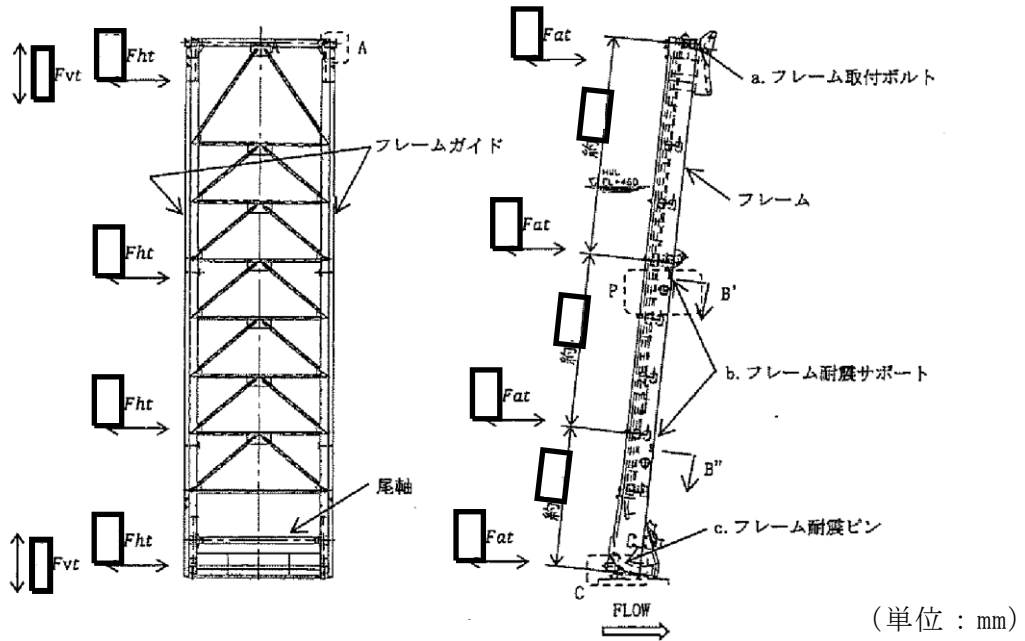 Fat
Fht
Fvt
A
a. フレーム取付ボルト
フレームガイド
約
HWL
EL+450
フレーム
Fht
Fat
P
B'
約
b. フレーム耐震サポート
Fht
Fat
B"
尾軸
約
Fht
Fvt
Fat
c. フレーム耐震ピン
C
FLOW
(単位:mm)